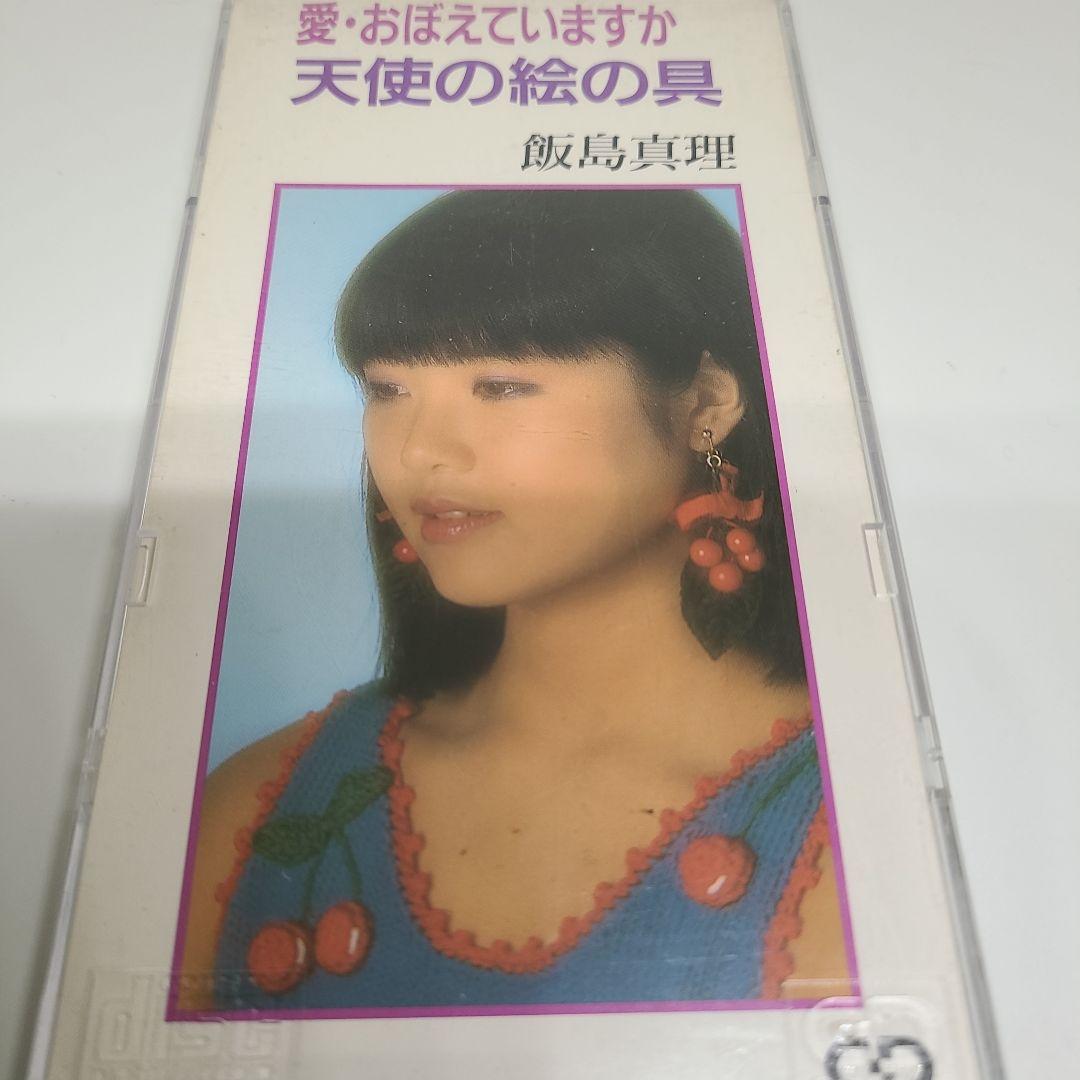 愛・おぼえていますか
天使の絵の具
飯島真理
disc